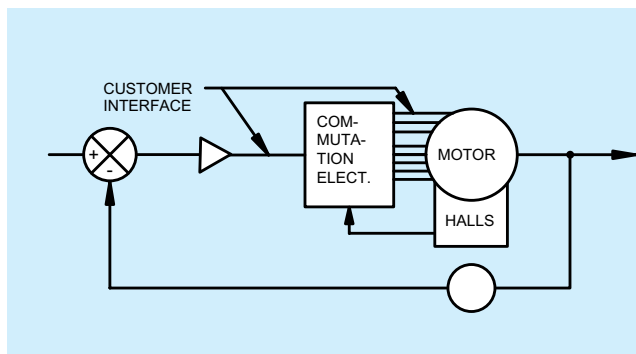 CUSTOMER
INTERFACE
+
-
COM-
MUTA-
TION
ELECT.
MOTOR
HALLS